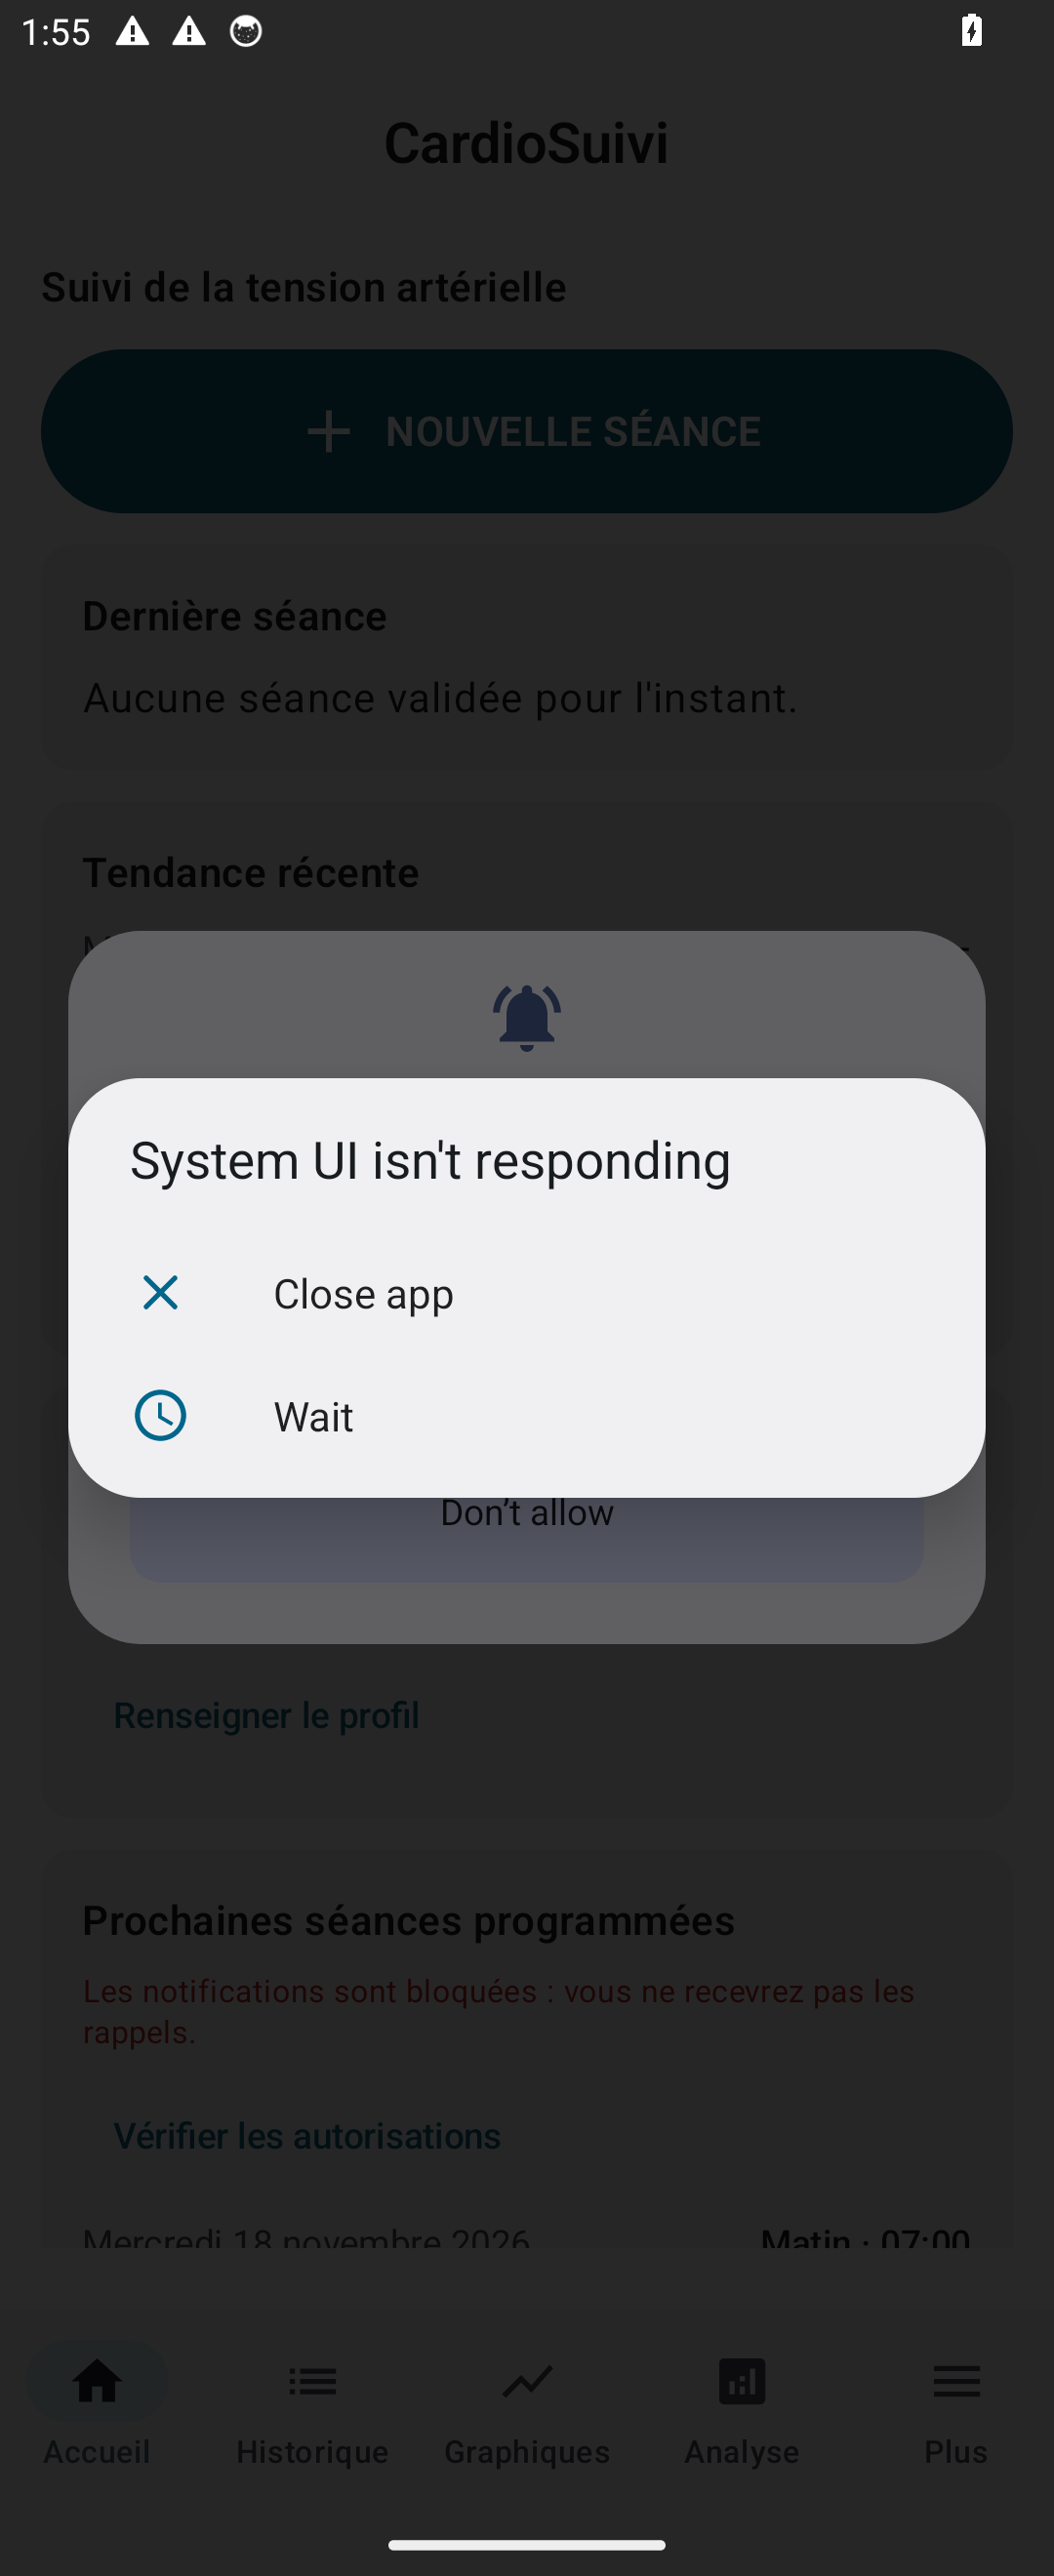 1:55
CardioSuivi
Suivi de la tension artérielle
NOUVELLE SÉANCE
Dernière séance
Aucune séance validée pour l'instant.
Tendance récente
System UI isn't responding
Close app
Wait
Don't allow
Renseigner le profil
Prochaines séances programmées
Les notifications sont bloquées : vous ne recevrez pas les
rappels.
Vérifier les autorisations
Mercredi 18 novembre 2026 Matin · 07:00
Accueil Historique Graphiques Analyse Plus